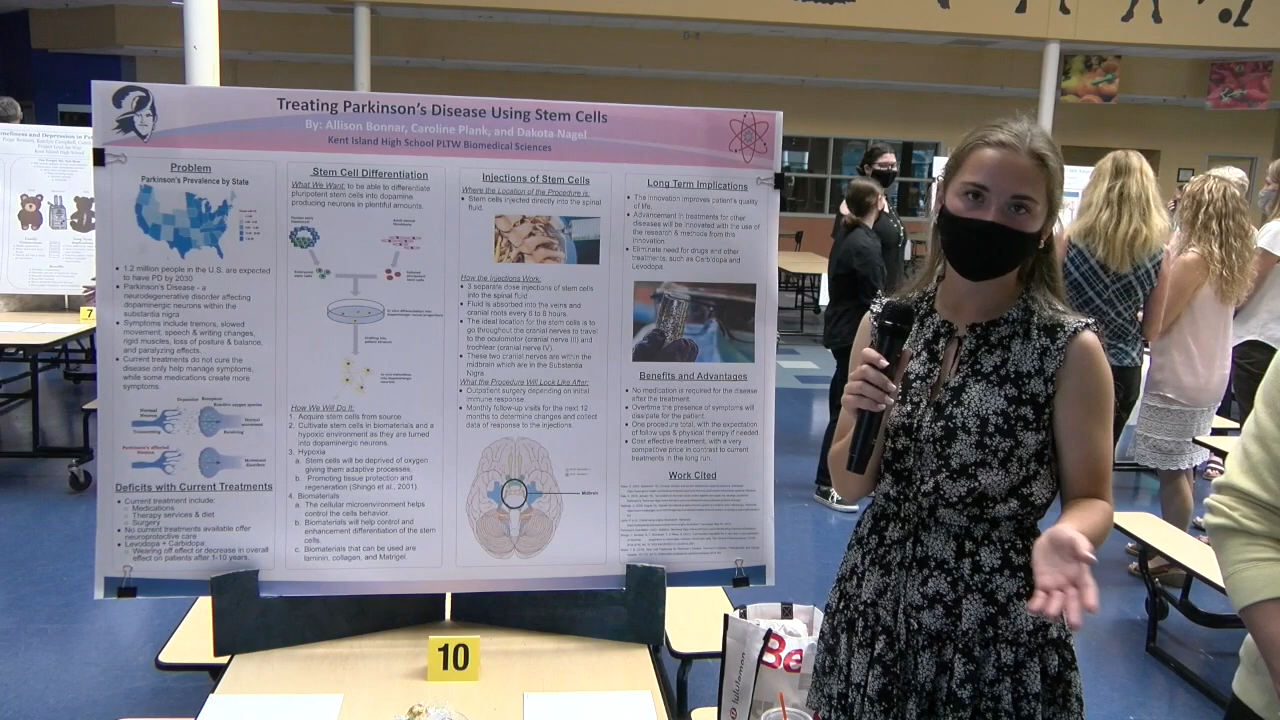 Treating Parkinson's Disease Using Stem Cells
By: Allison Bonnar, Caroline Plank, and Dakota Nagel
Kent Island High School PLTW Biomedical Sciences
Problem
Parkinson's Prevalence by State
• 1.2 million people in the U.S. are expected
to have PD by 2030
• Parkinson's Disease - a
neurodegenerative disorder affecting
dopaminergic neurons within the
substantia nigra
• Symptoms include tremors, slowed
movement, speech & writing changes,
rigid muscles, loss of posture & balance,
and paralyzing effects.
• Current treatments do not cure the
disease only help manage symptoms,
while some medications create more
symptoms.
Deficits with Current Treatments
• Current treatment include:
○ Medications
○ Therapy services & diet
○ Surgery
• No current treatments available offer
neuroprotective care
• Levodopa + Carbidopa:
○ Wearing off effect or decrease in overall
effect on patients after 1-10 years.
Stem Cell Differentiation
What We Want: to be able to differentiate
pluripotent stem cells into dopamine
producing neurons in plentiful amounts.
How We Will Do It:
1. Acquire stem cells from source
2. Cultivate stem cells in biomaterials and a
hypoxic environment as they are turned
into dopaminergic neurons.
3. Hypoxia
a. Stem cells will be deprived of oxygen
giving them adaptive processes
b. Promoting tissue protection and
regeneration (Shingo et al., 2001).
4. Biomaterials
a. The cellular microenvironment helps
control the cells behavior.
b. Biomaterials will help control and
enhancement differentiation of the stem
cells.
c. Biomaterials that can be used are
laminin, collagen, and Matrigel.
Injections of Stem Cells
Where the Location of the Procedure is:
• Stem cells injected directly into the spinal
fluid.
How the Injections Work:
• 3 separate dose injections of stem cells
into the spinal fluid
• Fluid is absorbed into the veins and
cranial roots every 6 to 8 hours.
• The ideal location for the stem cells is to
go throughout the cranial nerves to travel
to the oculomotor (cranial nerve III) and
trochlear (cranial nerve IV).
• These two cranial nerves are within the
midbrain which are in the Substantia
Nigra.
What the Procedure Will Look Like After:
• Outpatient surgery depending on initial
immune response.
• Monthly follow-up visits for the next 12
months to determine changes and collect
data of response to the injections.
Midbrain
Long Term Implications
• The innovation improves patient's quality
of life.
• Advancement in treatments for other
diseases will be innovated with the use of
the research & methods from this
innovation.
• Eliminate need for drugs and other
treatments, such as Carbidopa and
Levodopa.
Benefits and Advantages
• No medication is required for the disease
after the treatment.
• Overtime the presence of symptoms will
dissipate for the patient.
• One procedure total, with the expectation
of follow ups & physical therapy if needed.
• Cost effective treatment, with a very
competitive price in contrast to current
treatments in the long run.
Work Cited
7
10
lululemon
Be